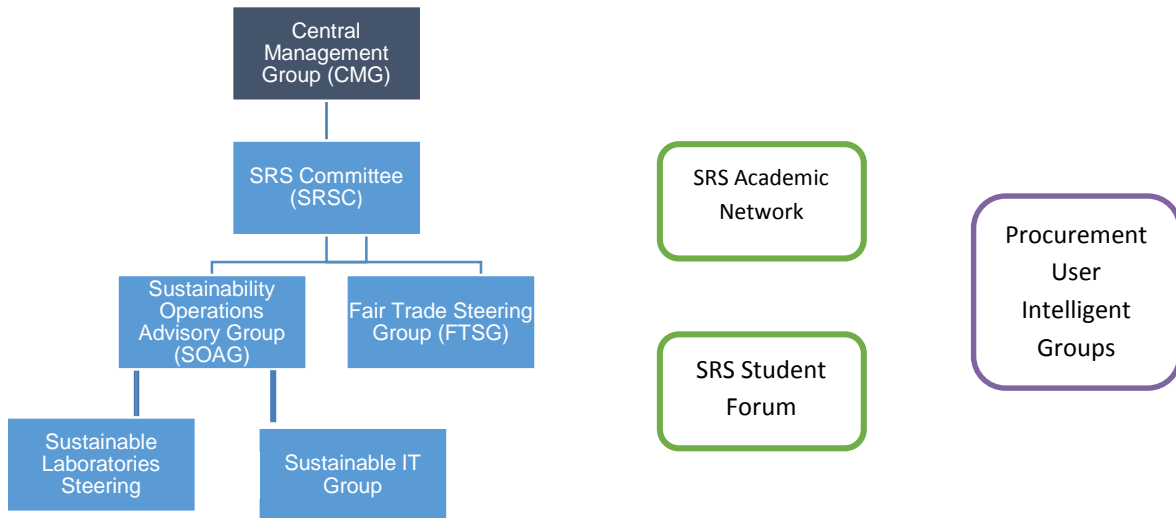 Central
Management
Group (CMG)
SRS Committee
(SRSC)
Sustainability
Operations
Advisory Group
(SOAG)
Fair Trade Steering
Group (FTSG)
Sustainable
Laboratories
Steering
Sustainable IT
Group
SRS Academic
Network
SRS Student
Forum
Procurement
User
Intelligent
Groups